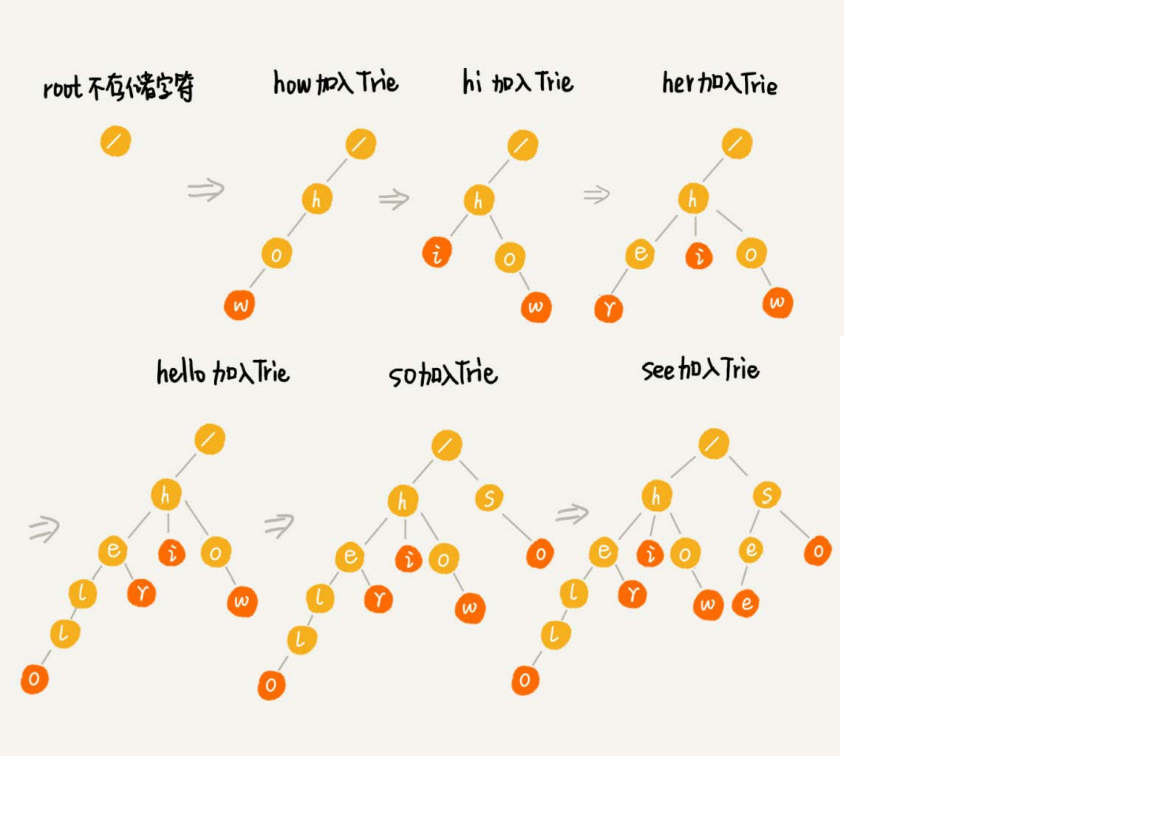 root 不存储字符
how 加入 Trie
hi 加入 Trie
her 加入 Trie
/
/
/
/
h
h
h
o
i
o
e
i
o
w
w
r
w
hello 加入 Trie
so 加入 Trie
see 加入 Trie
/
/
/
h
h
s
h
s
e
i
o
e
i
o
o
e
i
o
e
o
l
r
w
l
r
w
l
r
w
e
l
l
l
o
o
o